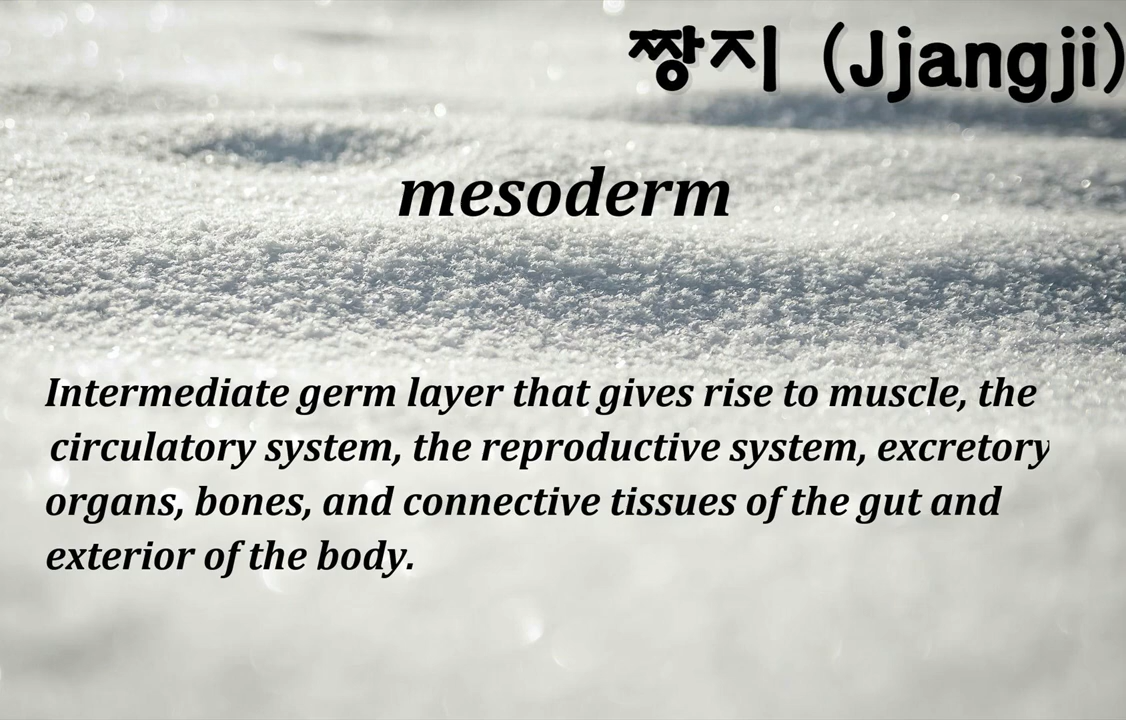 짱지 (Jjangji)
mesoderm
Intermediate germ layer that gives rise to muscle, the
circulatory system, the reproductive system, excretory
organs, bones, and connective tissues of the gut and
exterior of the body.